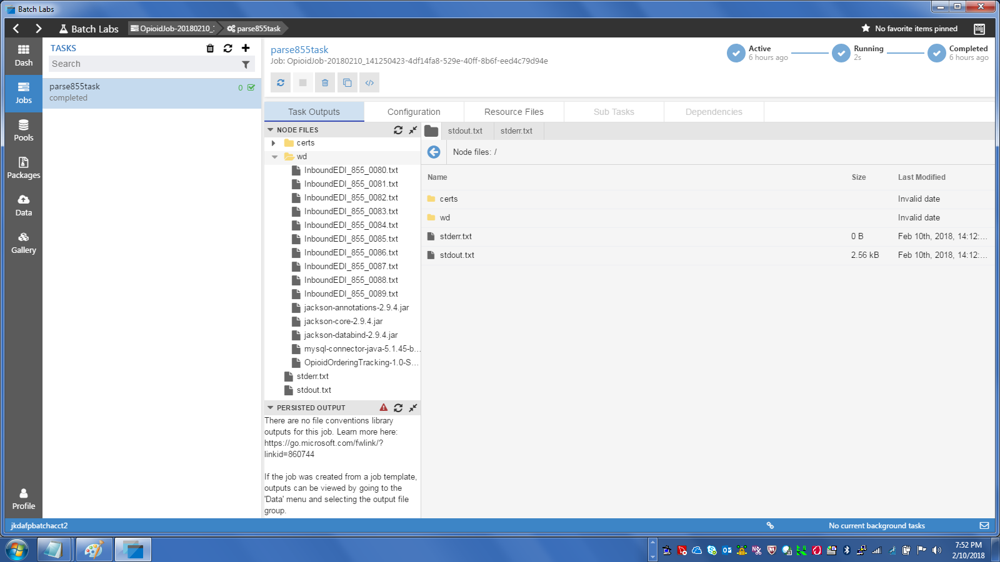 Batch Labs
Batch Labs
OpioidJob-20180210_1
parse855task
No favorite items pinned
Dash
Jobs
Pools
Packages
Data
Gallery
Profile
TASKS
Search
parse855task
0
completed
parse855task
Job: OpioidJob-20180210_141250423-4df14fa8-529e-40ff-8b6f-eed4c79d94e
Active
6 hours ago
Running
2s
Completed
6 hours ago
Task Outputs
Configuration
Resource Files
Sub Tasks
Dependencies
NODE FILES
certs
wd
InboundEDI_855_0080.txt
InboundEDI_855_0081.txt
InboundEDI_855_0082.txt
InboundEDI_855_0083.txt
InboundEDI_855_0084.txt
InboundEDI_855_0085.txt
InboundEDI_855_0086.txt
InboundEDI_855_0087.txt
InboundEDI_855_0088.txt
InboundEDI_855_0089.txt
jackson-annotations-2.9.4.jar
jackson-core-2.9.4.jar
jackson-databind-2.9.4.jar
mysql-connector-java-5.1.45-b...
OpioidOrderingTracking-1.0-S...
stderr.txt
stdout.txt
PERSISTED OUTPUT
There are no file conventions library
outputs for this job. Learn more here:
https://go.microsoft.com/fwlink/?
linkid=860744
If the job was created from a job template,
outputs can be viewed by going to the
'Data' menu and selecting the output file
group.
stdout.txt
stderr.txt
Node files: /
Name Size Last Modified
certs Invalid date
wd Invalid date
stderr.txt 0 B Feb 10th, 2018, 14:12:...
stdout.txt 2.56 kB Feb 10th, 2018, 14:12:...
jkdafpbatchacct2
No current background tasks
7:52 PM
2/10/2018